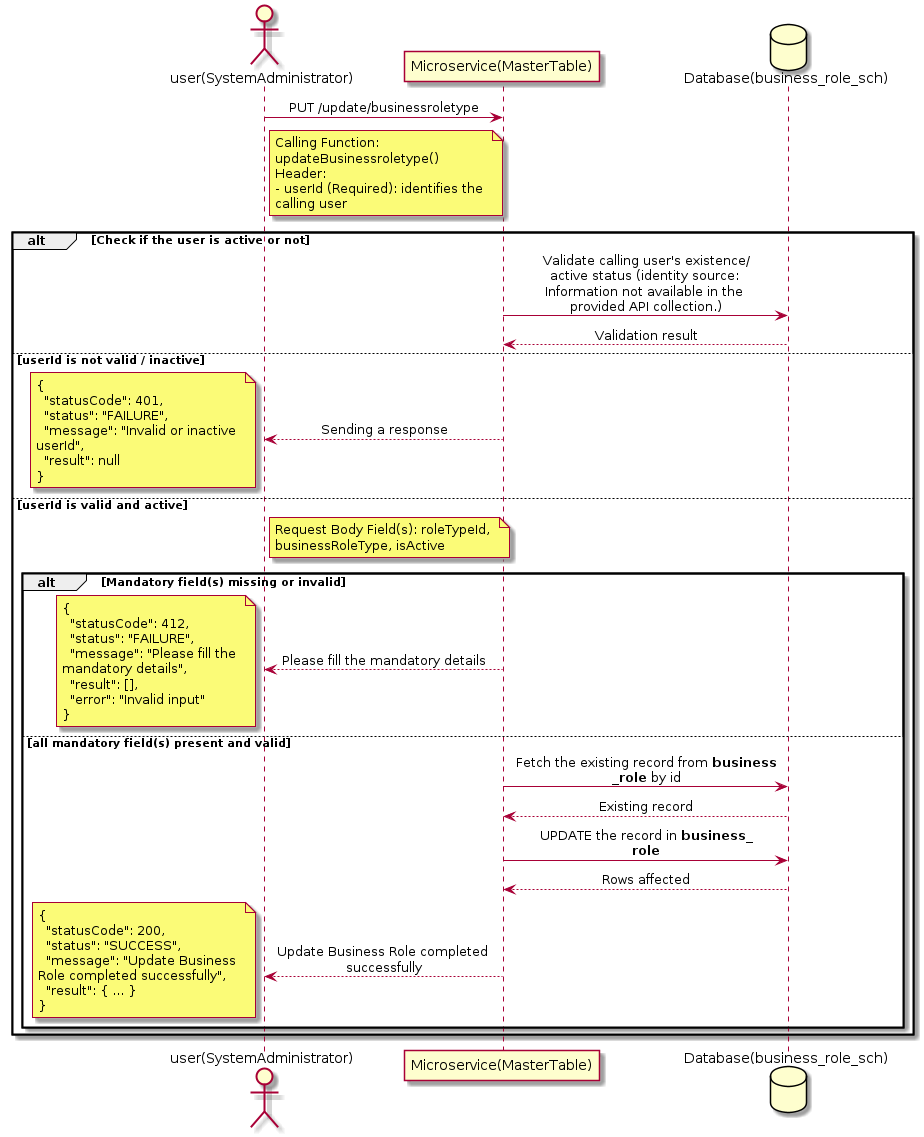 user(SystemAdministrator)
Microservice(MasterTable)
Database(business_role_sch)
PUT /update/businessroletype
Calling Function:
updateBusinessroletype()
Header:
- userId (Required): identifies the
calling user
alt
[Check if the user is active or not]
Validate calling user's existence/
active status (identity source:
Information not available in the
provided API collection.)
Validation result
[userId is not valid / inactive]
{
"statusCode": 401,
"status": "FAILURE",
"message": "Invalid or inactive
userId",
"result": null
}
Sending a response
[userId is valid and active]
Request Body Field(s): roleTypeId,
businessRoleType, isActive
alt
[Mandatory field(s) missing or invalid]
{
"statusCode": 412,
"status": "FAILURE",
"message": "Please fill the
mandatory details",
"result": [],
"error": "Invalid input"
}
Please fill the mandatory details
[all mandatory field(s) present and valid]
Fetch the existing record from business
_role by id
Existing record
UPDATE the record in business_
role
Rows affected
{
"statusCode": 200,
"status": "SUCCESS",
"message": "Update Business
Role completed successfully",
"result": { ... }
}
Update Business Role completed
successfully
user(SystemAdministrator)
Microservice(MasterTable)
Database(business_role_sch)